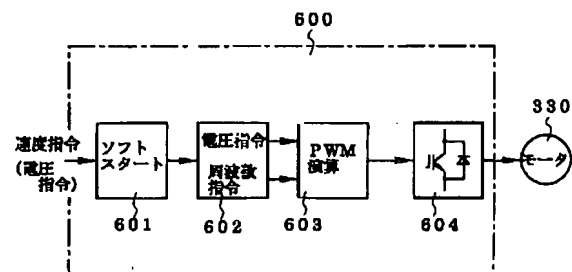 600
330
速度指令
(電圧
指令)
ソフト
スタート
電圧指令
周波数
指令
PWM
演算
モータ
601
602
603
604